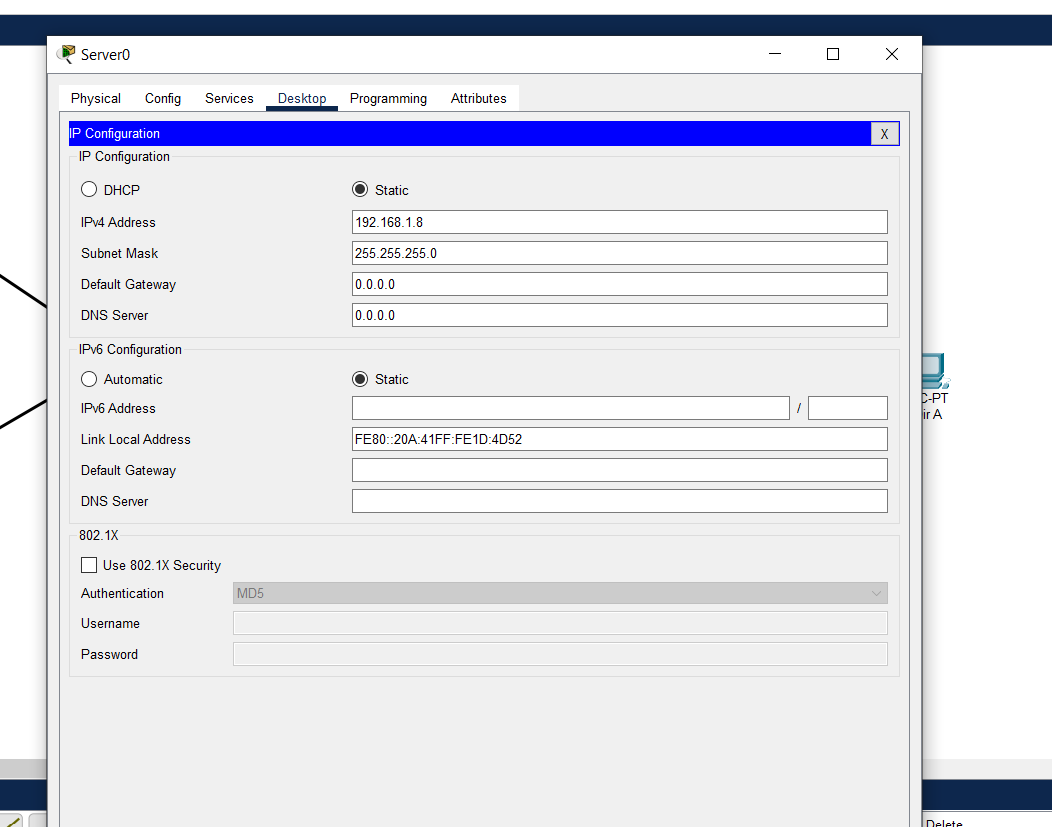 Server0
Physical Config Services Desktop Programming Attributes
IP Configuration X
IP Configuration
DHCP Static
IPv4 Address 192.168.1.8
Subnet Mask 255.255.255.0
Default Gateway 0.0.0.0
DNS Server 0.0.0.0
IPv6 Configuration
Automatic Static
IPv6 Address /
Link Local Address FE80::20A:41FF:FE1D:4D52
Default Gateway
DNS Server
802.1X
Use 802.1X Security
Authentication MD5
Username
Password
C-PT
ir A
Delete